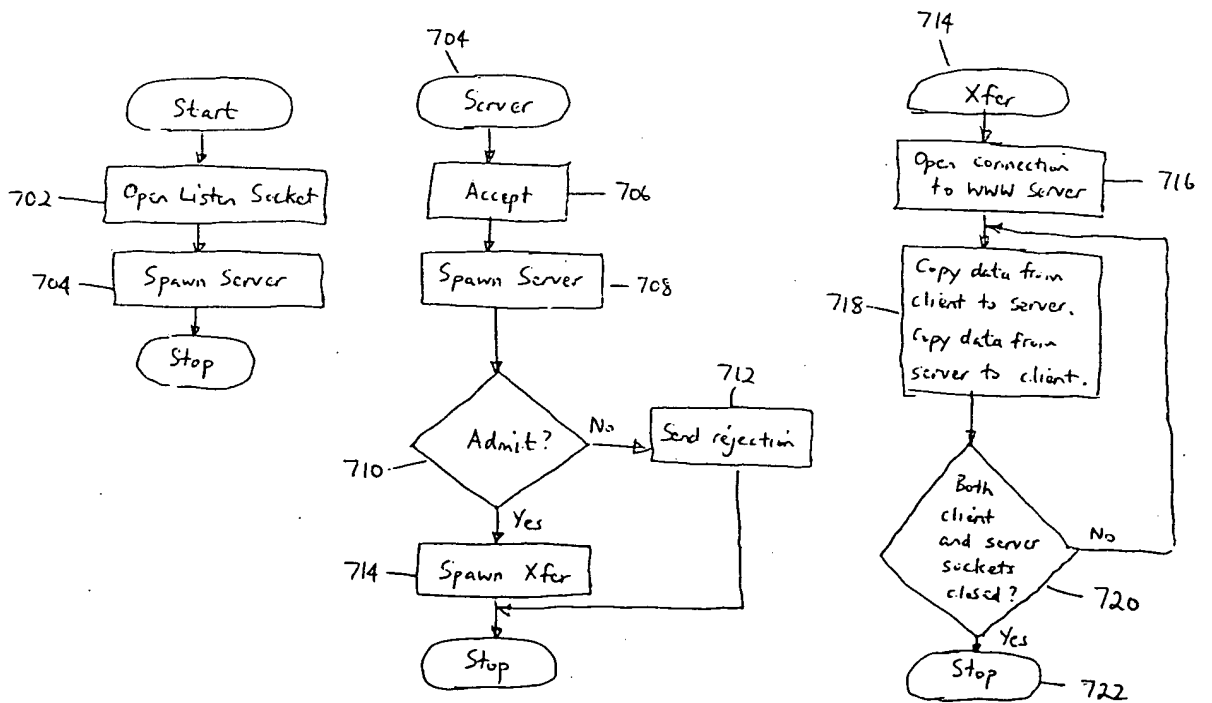 Start
702
Open Listen Socket
704
Spawn Server
Stop
704
Server
Accept
706
Spawn Server
708
Admit?
710
No
712
Send rejection
Yes
714
Spawn Xfer
Stop
714
Xfer
Open connection
to WWW Server
716
718
Copy data from
client to server.
Copy data from
server to client.
Both
client
and server
sockets
closed?
No
720
Yes
Stop
722